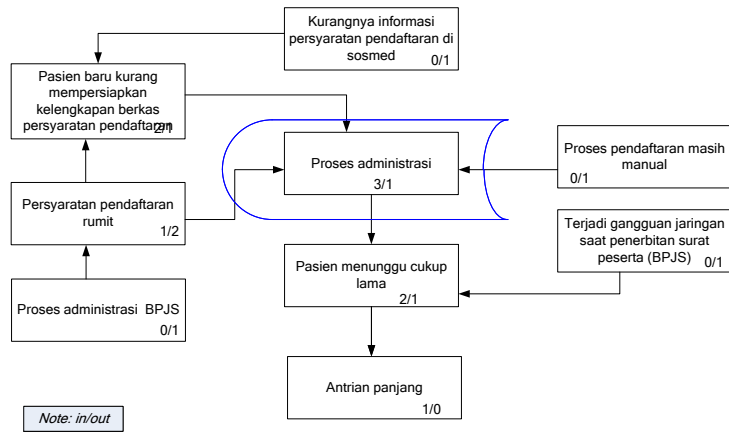 Kurangnya informasi
persyaratan pendaftaran di
sosmed
0/1
Pasien baru kurang
mempersiapkan
kelengkapan berkas
persyaratan pendaftaran
2/1
Proses administrasi
3/1
Proses pendaftaran masih
manual
0/1
Persyaratan pendaftaran
rumit
1/2
Pasien menunggu cukup
lama
2/1
Terjadi gangguan jaringan
saat penerbitan surat
peserta (BPJS)
0/1
Proses administrasi BPJS
0/1
Antrian panjang
1/0
Note: in/out